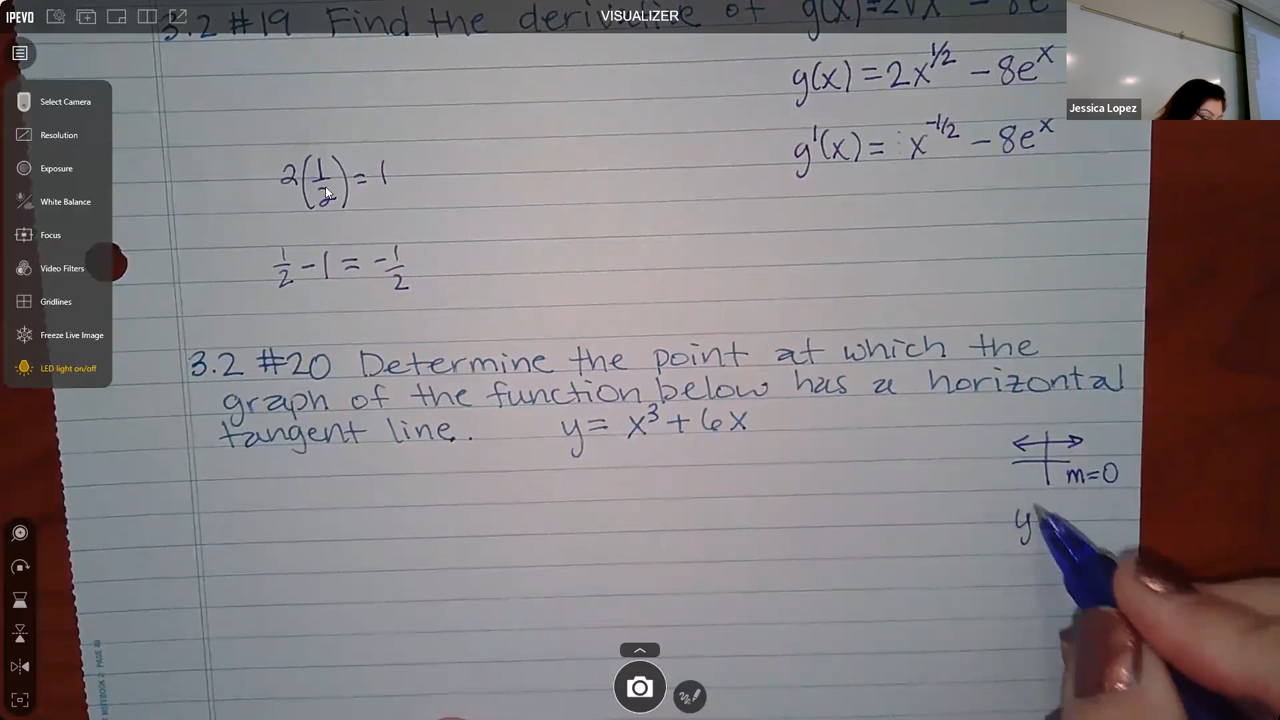 IPEVO
VISUALIZER
3.2 #19 Find the derivative of g(x)=2√x - 8e
g(x) = 2x^1/2 - 8e^x
Jessica Lopez
g'(x) = x^-1/2 - 8e^x
2(1/2) = 1
1/2 - 1 = -1/2
Select Camera
Resolution
Exposure
White Balance
Focus
Video Filters
Gridlines
Freeze Live Image
LED light on/off
3.2 #20 Determine the point at which the
graph of the function below has a horizontal
tangent line. y = x³ + 6x
m=0
y